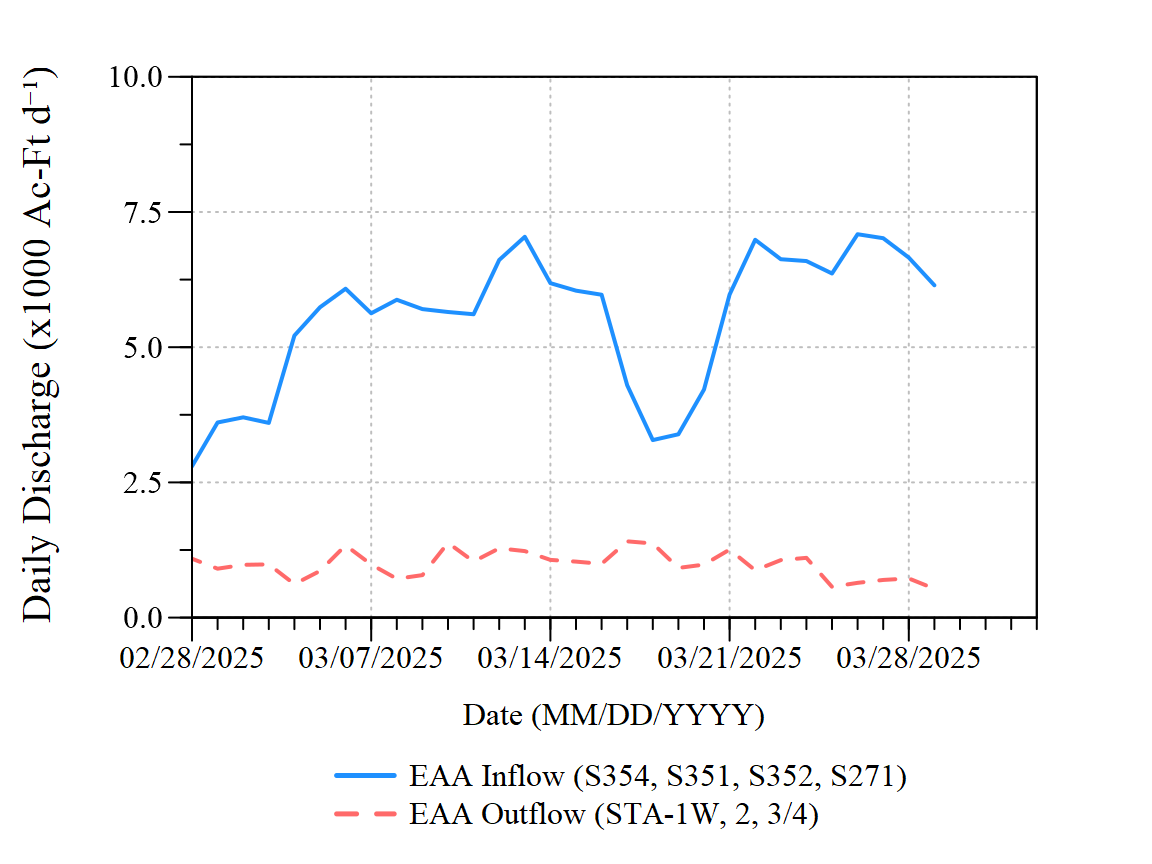 Daily Discharge (x1000 Ac-Ft d⁻¹)
10.0
7.5
5.0
2.5
0.0
02/28/2025 03/07/2025 03/14/2025 03/21/2025 03/28/2025
Date (MM/DD/YYYY)
EAA Inflow (S354, S351, S352, S271)
EAA Outflow (STA-1W, 2, 3/4)